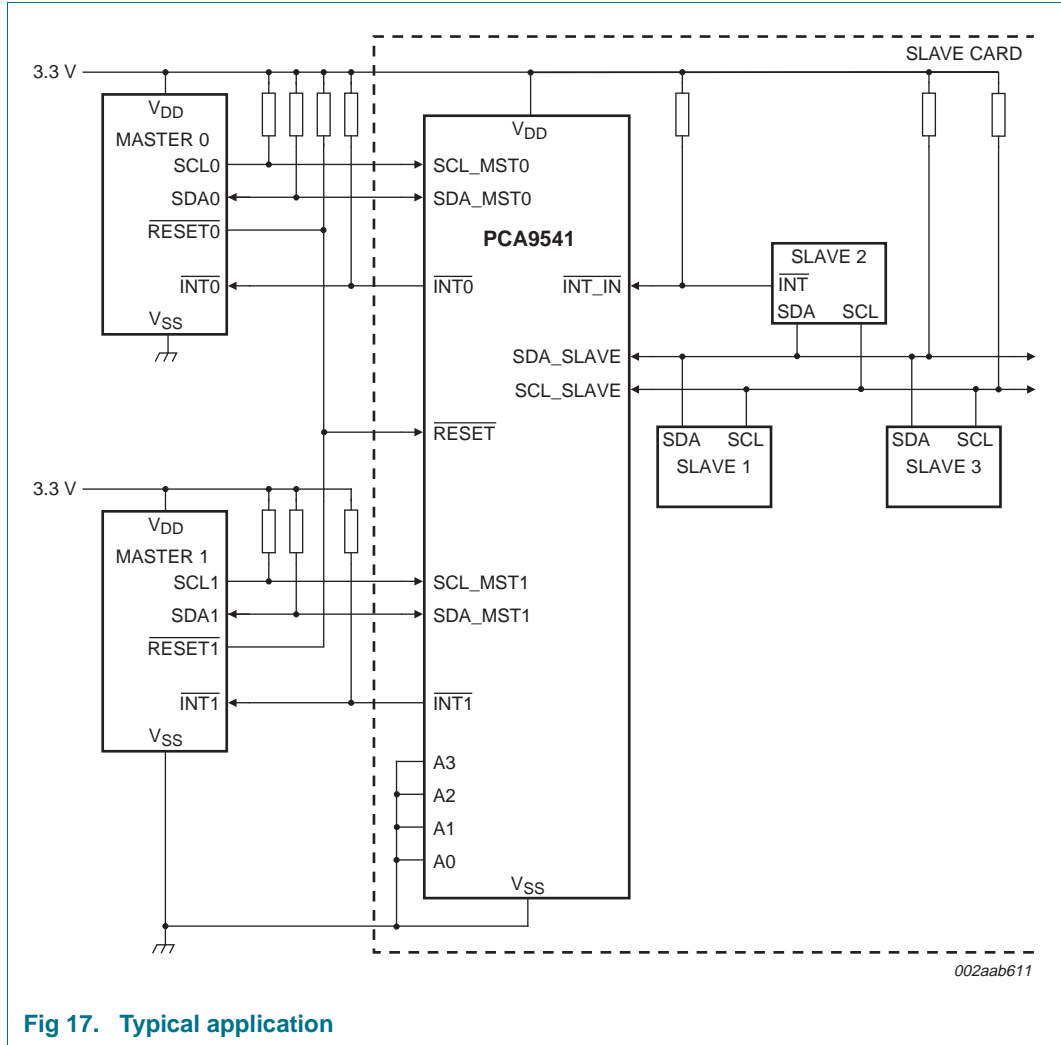 SLAVE CARD
3.3 V
VDD
MASTER 0
SCL0
SDA0
RESET0
INT0
VSS
VDD
SCL_MST0
SDA_MST0
PCA9541
INT0
INT_IN
SDA_SLAVE
SCL_SLAVE
RESET
SLAVE 2
INT
SDA SCL
SDA SCL
SLAVE 1
SDA SCL
SLAVE 3
3.3 V
VDD
MASTER 1
SCL1
SDA1
RESET1
INT1
VSS
SCL_MST1
SDA_MST1
INT1
A3
A2
A1
A0
VSS
002aab611
Fig 17. Typical application